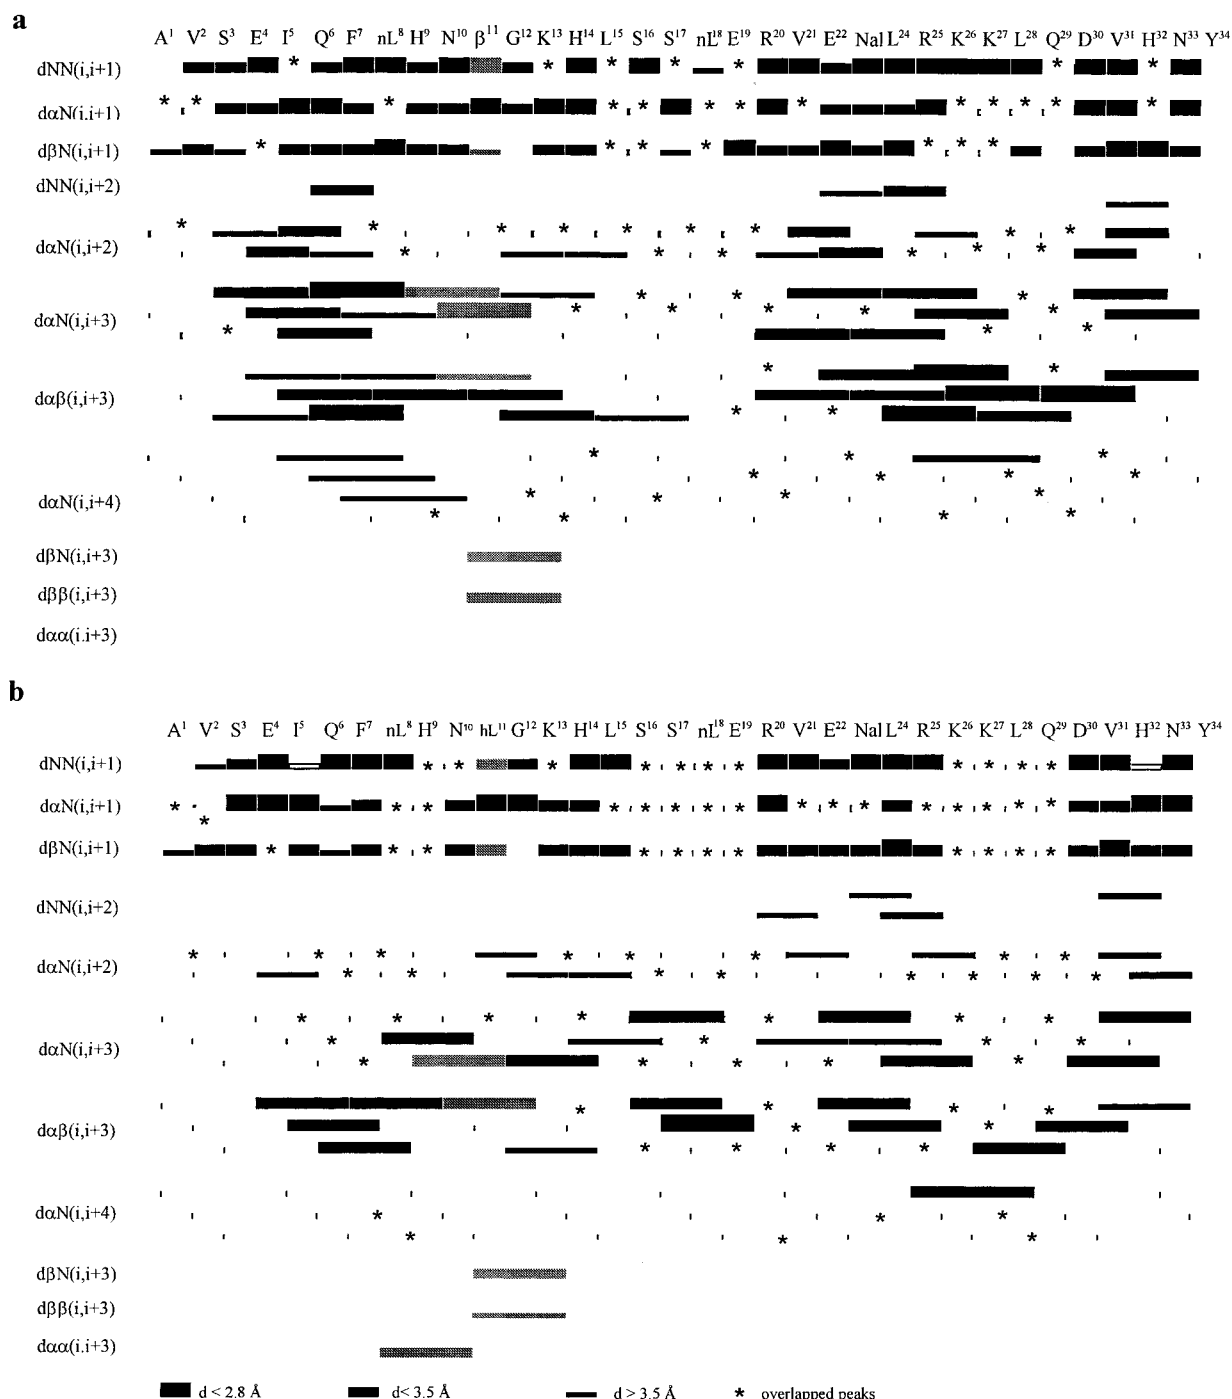 a
A¹ V² S³ E⁴ I⁵ Q⁶ F⁷ nL⁸ H⁹ N¹⁰ β¹¹ G¹² K¹³ H¹⁴ L¹⁵ S¹⁶ S¹⁷ nL¹⁸ E¹⁹ R²⁰ V²¹ E²² Nal L²⁴ R²⁵ K²⁶ K²⁷ L²⁸ Q²⁹ D³⁰ V³¹ H³² N³³ Y³⁴
dNN(i,i+1)
dαN(i.i+1)
dβN(i,i+1)
dNN(i,i+2)
dαN(i,i+2)
dαN(i,i+3)
dαβ(i,i+3)
dαN(i,i+4)
dβN(i,i+3)
dββ(i,i+3)
dαα(i.i+3)
b
A¹ V² S³ E⁴ I⁵ Q⁶ F⁷ nL⁸ H⁹ N¹⁰ hL¹¹ G¹² K¹³ H¹⁴ L¹⁵ S¹⁶ S¹⁷ nL¹⁸ E¹⁹ R²⁰ V²¹ E²² Nal L²⁴ R²⁵ K²⁶ K²⁷ L²⁸ Q²⁹ D³⁰ V³¹ H³² N³³ Y³⁴
dNN(i,i+1)
dαN(i,i+1)
dβN(i,i+1)
dNN(i,i+2)
dαN(i,i+2)
dαN(i,i+3)
dαβ(i,i+3)
dαN(i,i+4)
dβN(i,i+3)
dββ(i,i+3)
dαα(i.i+3)
d < 2.8 Å d< 3.5 Å d > 3.5 Å * overlapped peaks